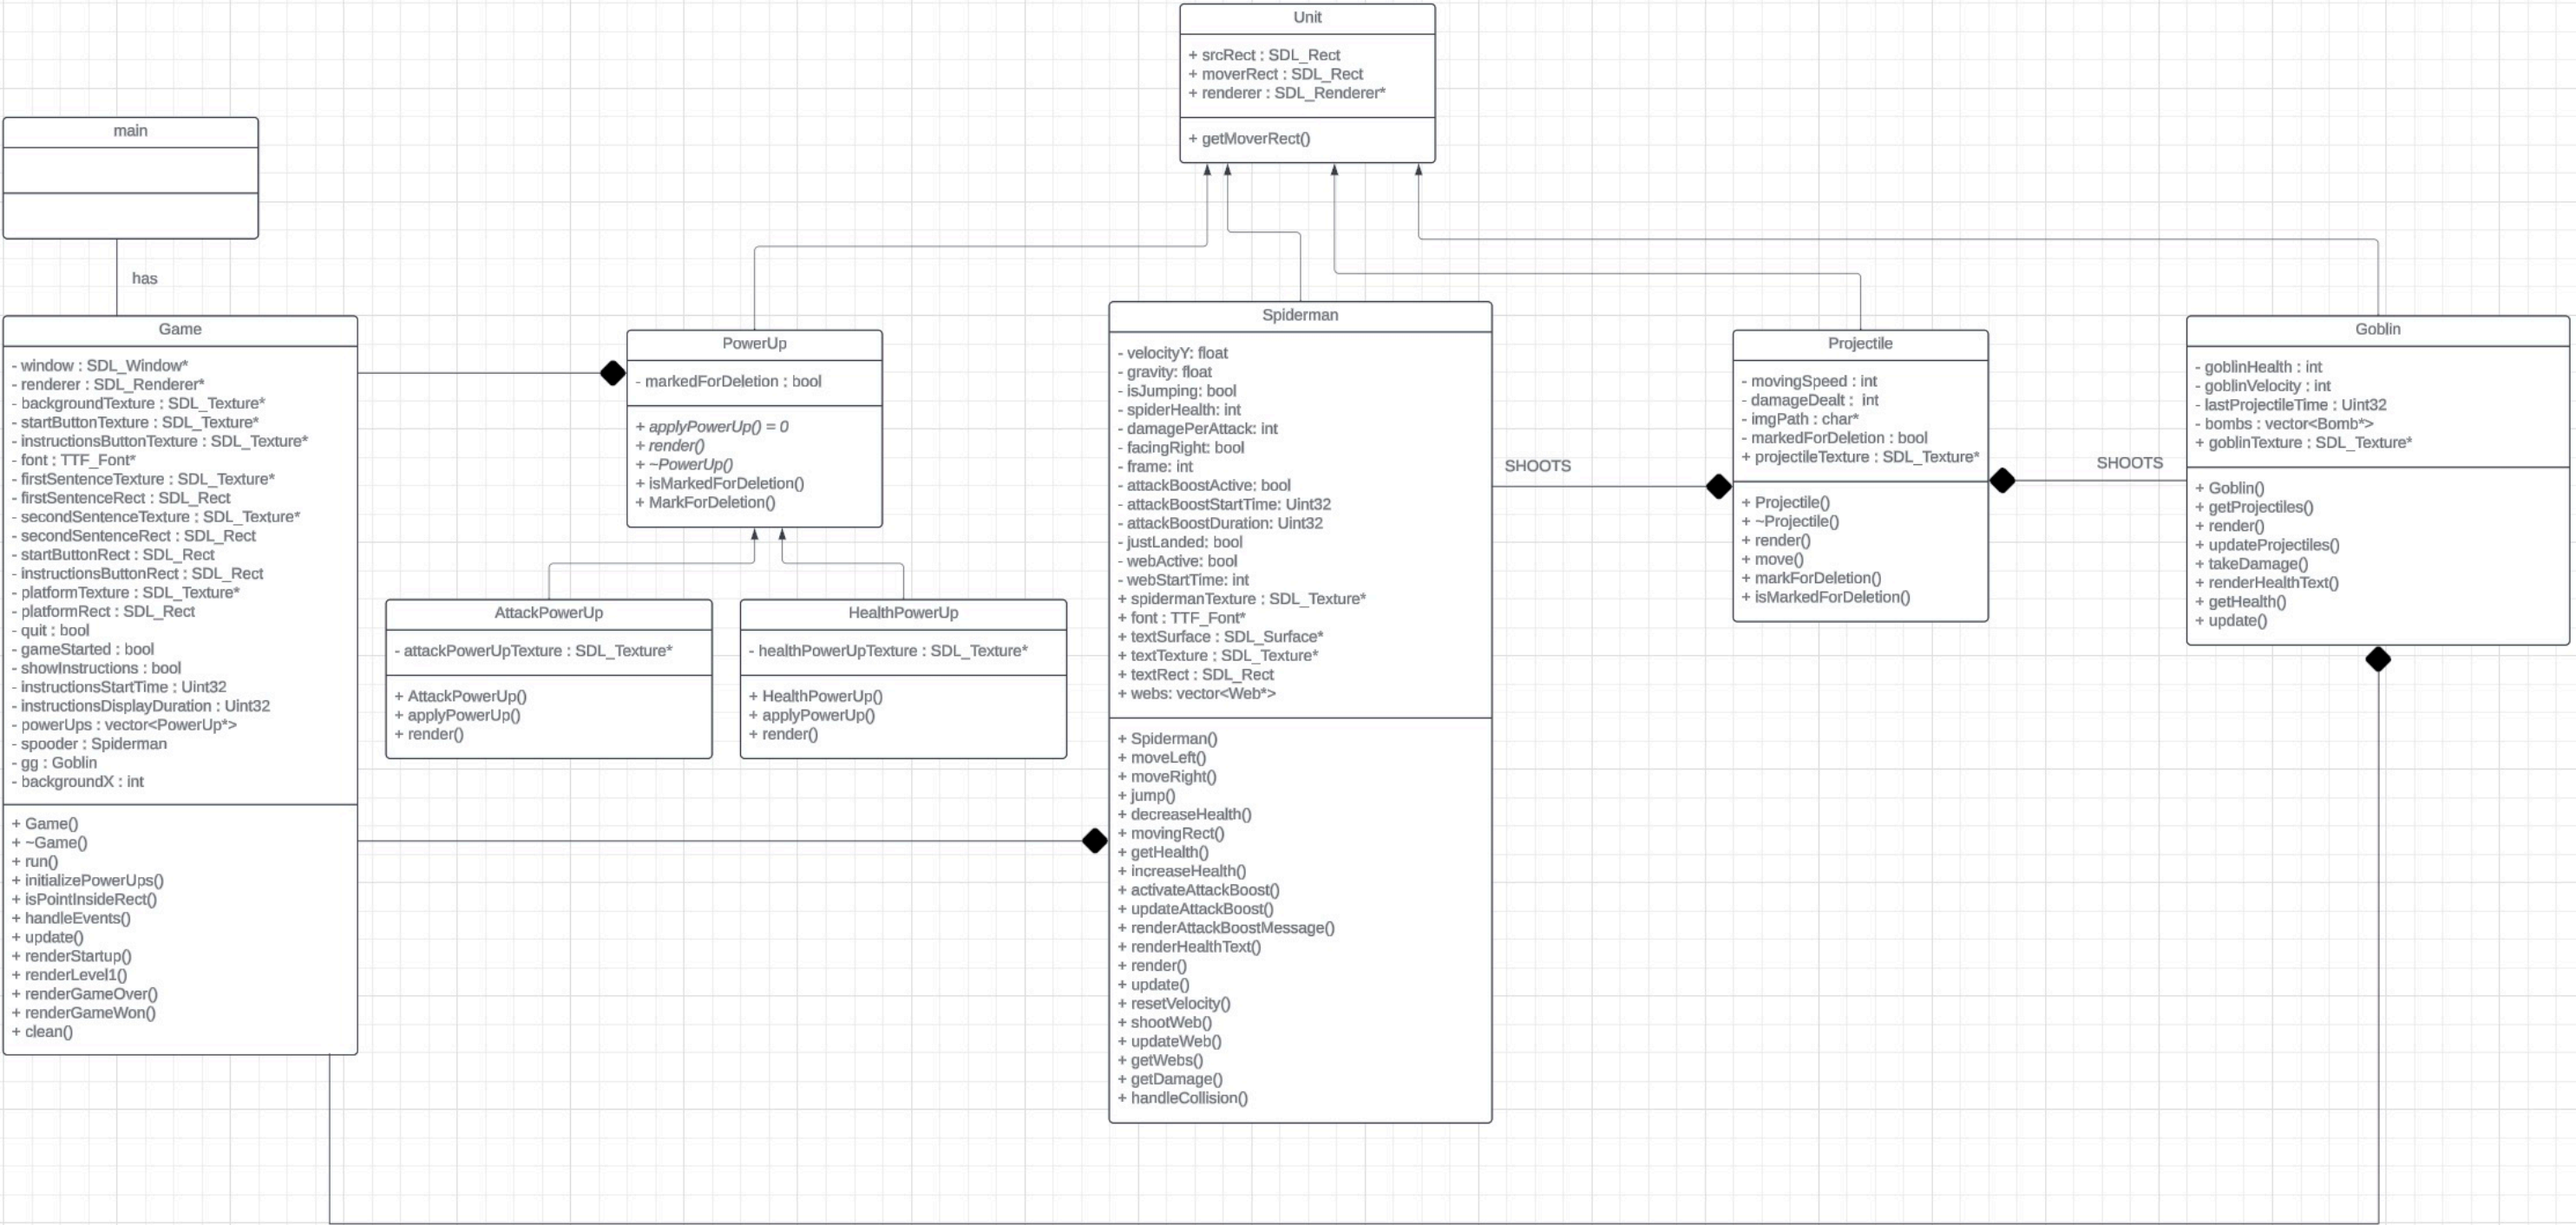 Unit
+ srcRect : SDL_Rect
+ moverRect : SDL_Rect
+ renderer : SDL_Renderer*
+ getMoverRect()
main
has
Game
- window : SDL_Window*
- renderer : SDL_Renderer*
- backgroundTexture : SDL_Texture*
- startButtonTexture : SDL_Texture*
- instructionsButtonTexture : SDL_Texture*
- font : TTF_Font*
- firstSentenceTexture : SDL_Texture*
- firstSentenceRect : SDL_Rect
- secondSentenceTexture : SDL_Texture*
- secondSentenceRect : SDL_Rect
- startButtonRect : SDL_Rect
- instructionsButtonRect : SDL_Rect
- platformTexture : SDL_Texture*
- platformRect : SDL_Rect
- quit : bool
- gameStarted : bool
- showInstructions : bool
- instructionsStartTime : Uint32
- instructionsDisplayDuration : Uint32
- powerUps : vector<PowerUp*>
- spooder : Spiderman
- gg : Goblin
- backgroundX : int
+ Game()
+ ~Game()
+ run()
+ initializePowerUps()
+ isPointInsideRect()
+ handleEvents()
+ update()
+ renderStartup()
+ renderLevel1()
+ renderGameOver()
+ renderGameWon()
+ clean()
PowerUp
- markedForDeletion : bool
+ applyPowerUp() = 0
+ render()
+ ~PowerUp()
+ isMarkedForDeletion()
+ MarkForDeletion()
AttackPowerUp
- attackPowerUpTexture : SDL_Texture*
+ AttackPowerUp()
+ applyPowerUp()
+ render()
HealthPowerUp
- healthPowerUpTexture : SDL_Texture*
+ HealthPowerUp()
+ applyPowerUp()
+ render()
Spiderman
- velocityY: float
- gravity: float
- isJumping: bool
- spiderHealth: int
- damagePerAttack: int
- facingRight: bool
- frame: int
- attackBoostActive: bool
- attackBoostStartTime: Uint32
- attackBoostDuration: Uint32
- justLanded: bool
- webActive: bool
- webStartTime: int
+ spidermanTexture : SDL_Texture*
+ font : TTF_Font*
+ textSurface : SDL_Surface*
+ textTexture : SDL_Texture*
+ textRect : SDL_Rect
+ webs: vector<Web*>
+ Spiderman()
+ moveLeft()
+ moveRight()
+ jump()
+ decreaseHealth()
+ movingRect()
+ getHealth()
+ increaseHealth()
+ activateAttackBoost()
+ updateAttackBoost()
+ renderAttackBoostMessage()
+ renderHealthText()
+ render()
+ update()
+ resetVelocity()
+ shootWeb()
+ updateWeb()
+ getWebs()
+ getDamage()
+ handleCollision()
SHOOTS
Projectile
- movingSpeed : int
- damageDealt : int
- imgPath : char*
- markedForDeletion : bool
+ projectileTexture : SDL_Texture*
+ Projectile()
+ ~Projectile()
+ render()
+ move()
+ markForDeletion()
+ isMarkedForDeletion()
SHOOTS
Goblin
- goblinHealth : int
- goblinVelocity : int
- lastProjectileTime : Uint32
- bombs : vector<Bomb*>
+ goblinTexture : SDL_Texture*
+ Goblin()
+ getProjectiles()
+ render()
+ updateProjectiles()
+ takeDamage()
+ renderHealthText()
+ getHealth()
+ update()